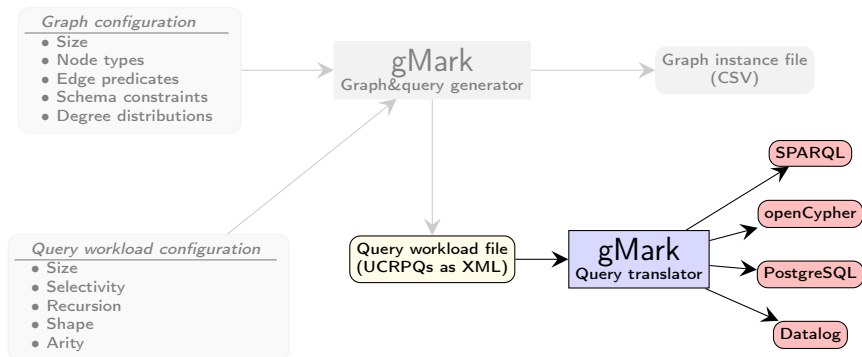 Graph configuration
• Size
• Node types
• Edge predicates
• Schema constraints
• Degree distributions
gMark
Graph&query generator
Graph instance file
(CSV)
SPARQL
openCypher
PostgreSQL
Datalog
Query workload file
(UCRPQs as XML)
gMark
Query translator
Query workload configuration
• Size
• Selectivity
• Recursion
• Shape
• Arity